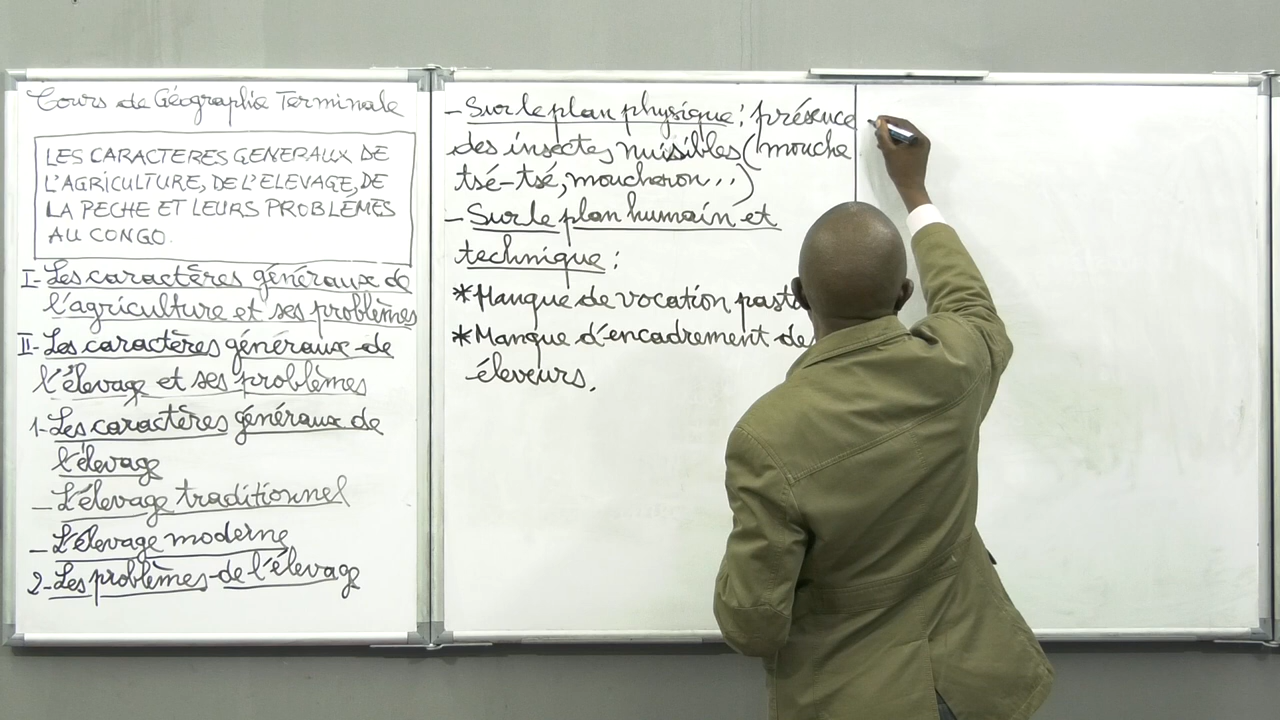 Cours de Géographie Terminale
LES CARACTERES GENERAUX DE
L'AGRICULTURE, DE L'ELEVAGE, DE
LA PECHE ET LEURS PROBLÉMES
AU CONGO.
I- Les caractères généraux de
l'agriculture et ses problèmes
II- Les caractères généraux de
l'élevage et ses problèmes
1- Les caractères généraux de
l'élevage
- L'élevage traditionnel
- L'élevage moderne
2- Les problèmes de l'élevage
- Sur le plan physique : présence
des insectes nuisibles (mouche
tsé-tsé, moucheron...)
- Sur le plan humain et
technique :
* Manque de vocation
* Manque d'encadrement
éleveurs.